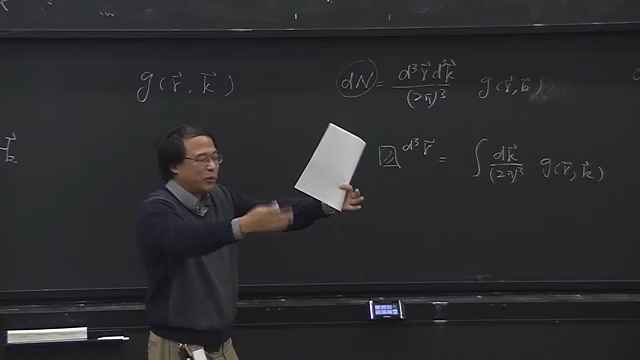 g(r⃗, k⃗)
dN = d³r⃗ d³k⃗ / (2π)³ g(r⃗, k⃗)
k⃗
d³r⃗ = ∫ dk⃗ / (2π)³ g(r⃗, k⃗)